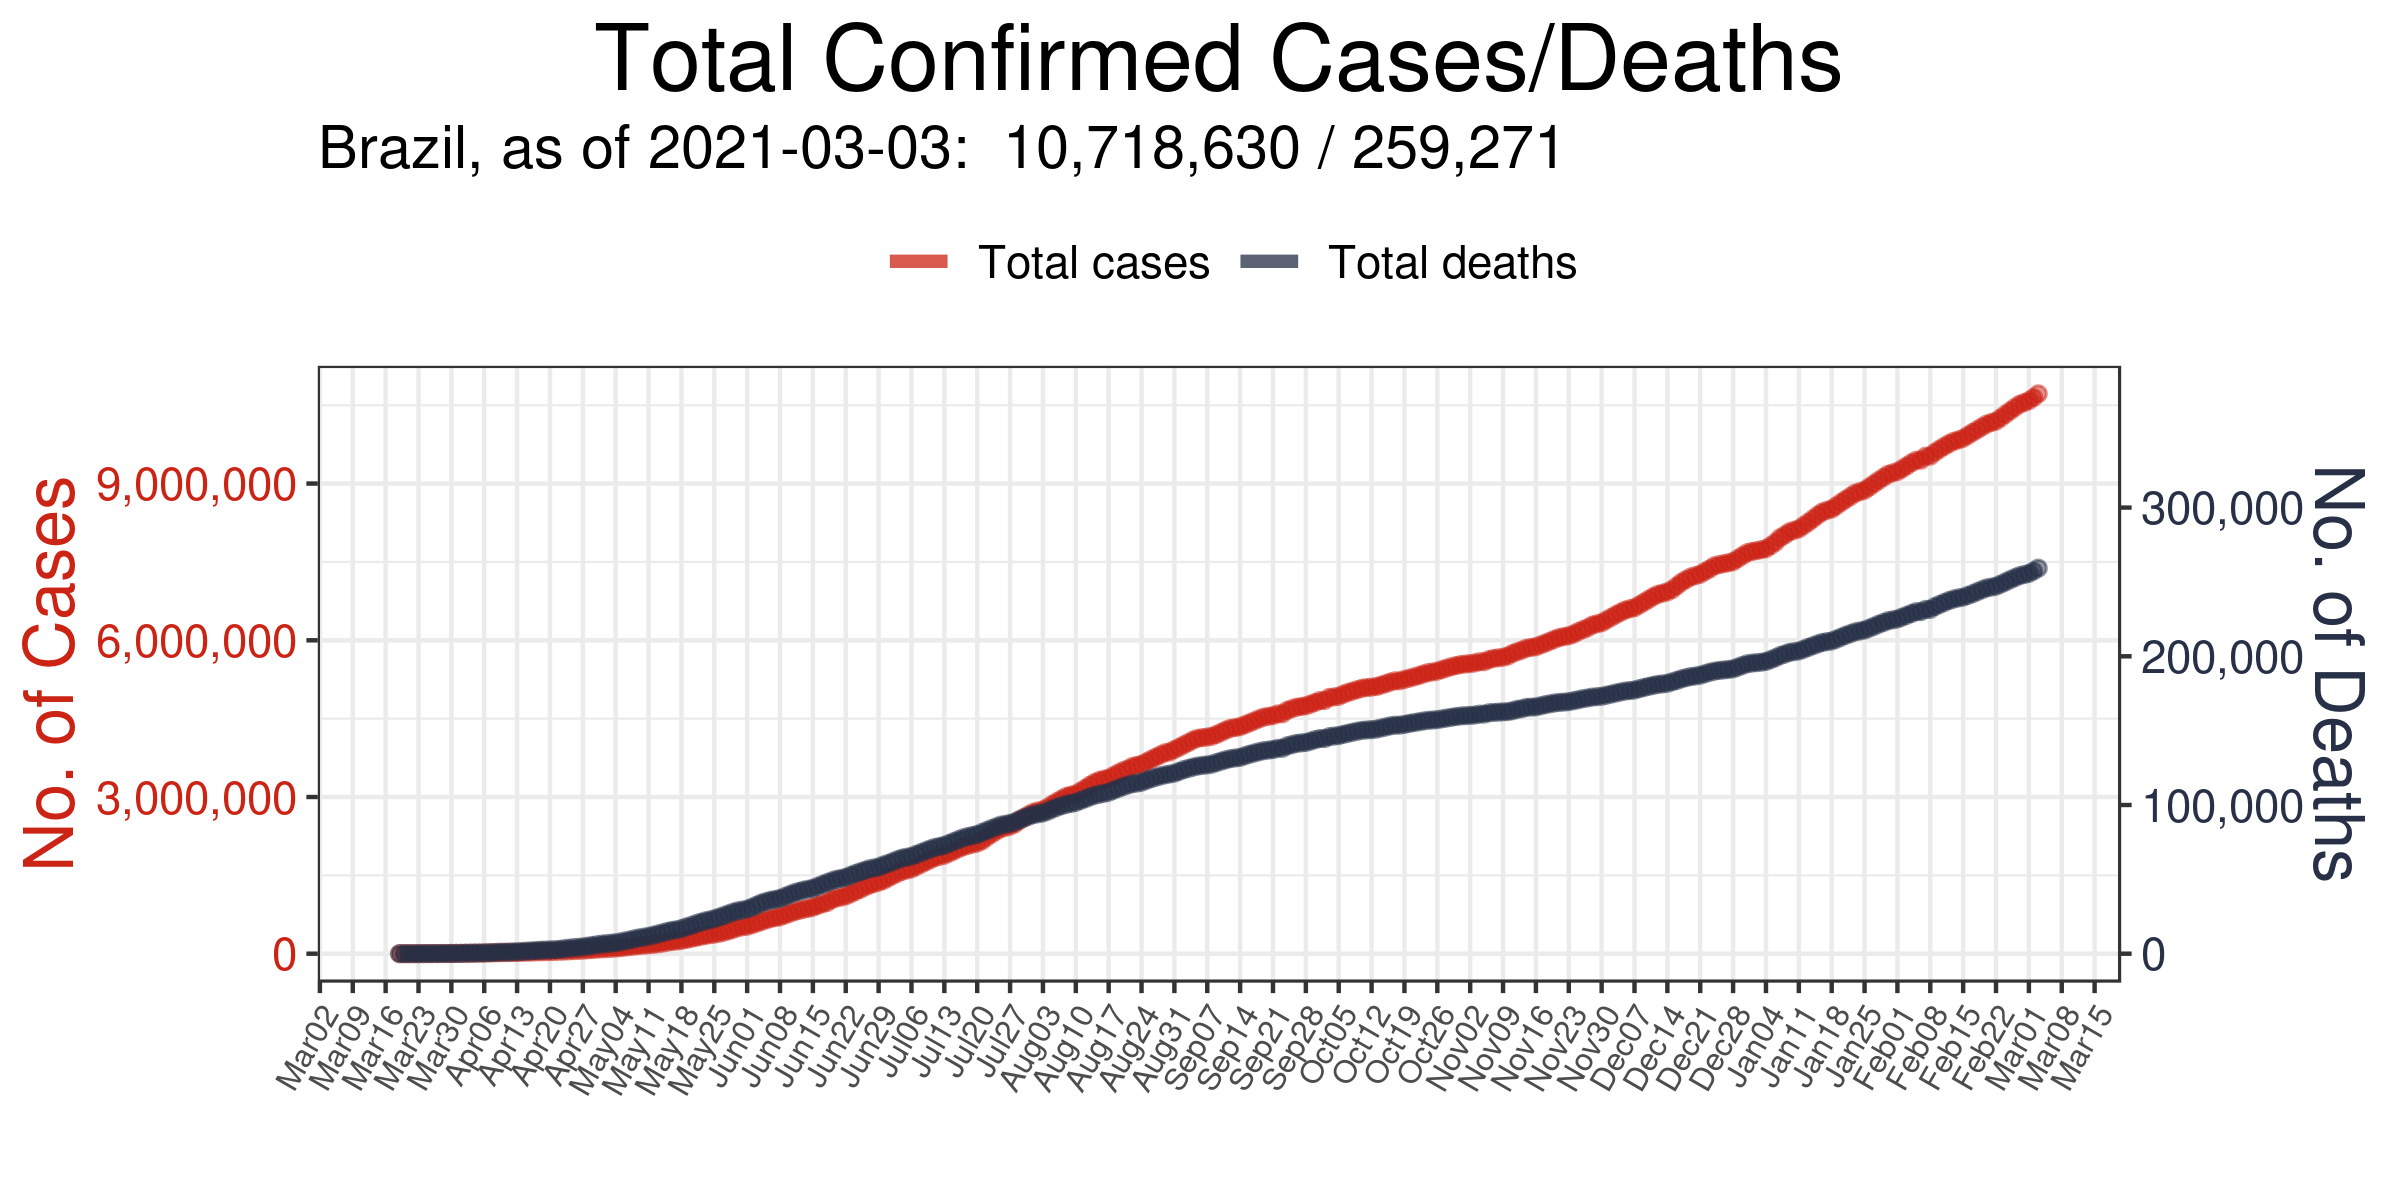 Total Confirmed Cases/Deaths
Brazil, as of 2021-03-03:  10,718,630 / 259,271
Total cases
Total deaths
No. of Cases
9,000,000
6,000,000
3,000,000
0
300,000
200,000
100,000
0
No. of Deaths
Mar02
Mar09
Mar16
Mar23
Mar30
Apr06
Apr13
Apr20
Apr27
May04
May11
May18
May25
Jun01
Jun08
Jun15
Jun22
Jun29
Jul06
Jul13
Jul20
Jul27
Aug03
Aug10
Aug17
Aug24
Aug31
Sep07
Sep14
Sep21
Sep28
Oct05
Oct12
Oct19
Oct26
Nov02
Nov09
Nov16
Nov23
Nov30
Dec07
Dec14
Dec21
Dec28
Jan04
Jan11
Jan18
Jan25
Feb01
Feb08
Feb15
Feb22
Mar01
Mar08
Mar15